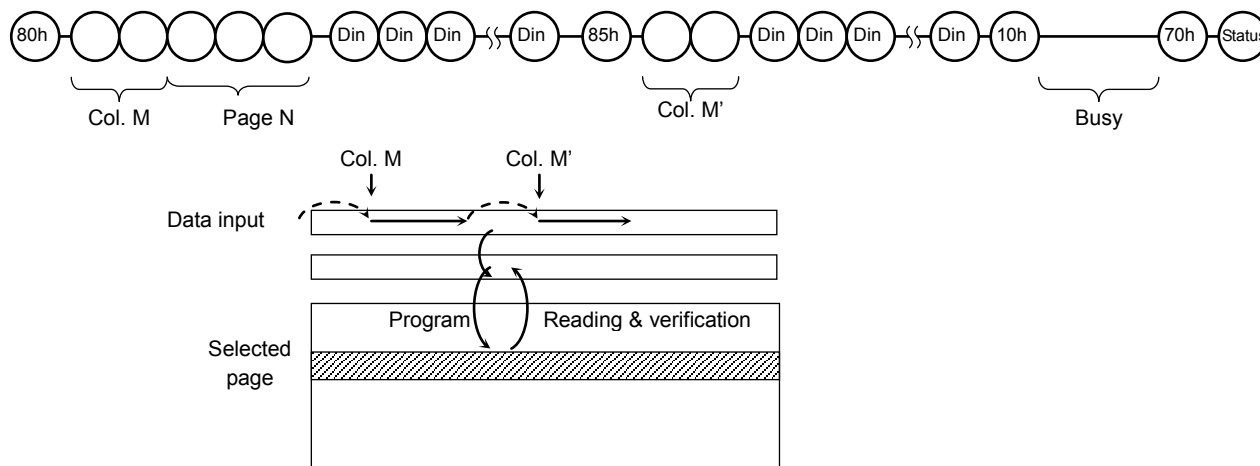 80h Din Din Din Din 85h Din Din Din Din 10h 70h Status
Col. M Page N Col. M’ Busy
Col. M Col. M’
Data input
Program Reading & verification
Selected
page